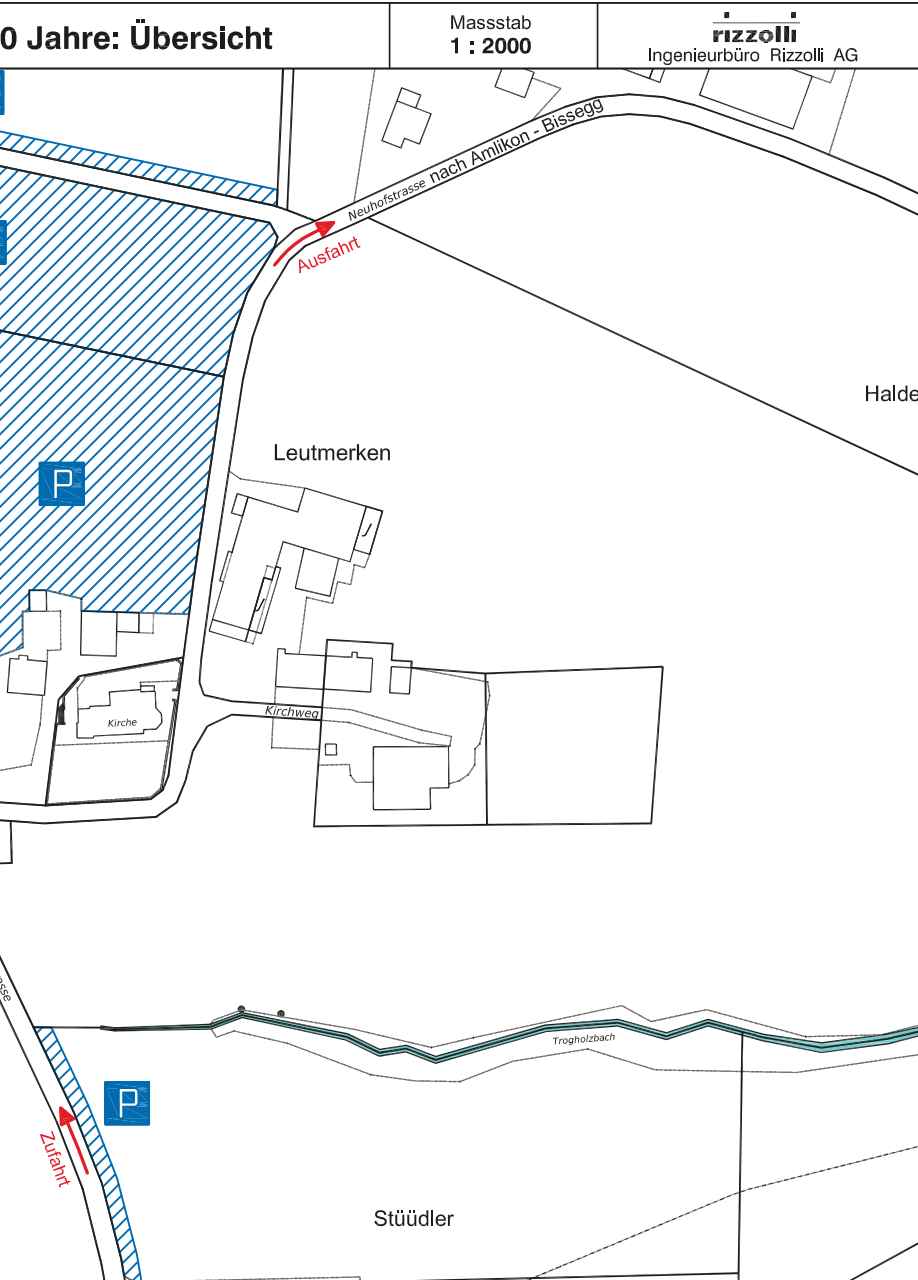 0 Jahre: Übersicht
Massstab
1 : 2000
rizzolli
Ingenieurbüro Rizzolli AG
Neuhofstrasse nach Amlikon - Bissegg
Ausfahrt
Halde
Leutmerken
P
Kirche
Kirchweg
sse
Trogholzbach
P
Zufahrt
Stüüdler